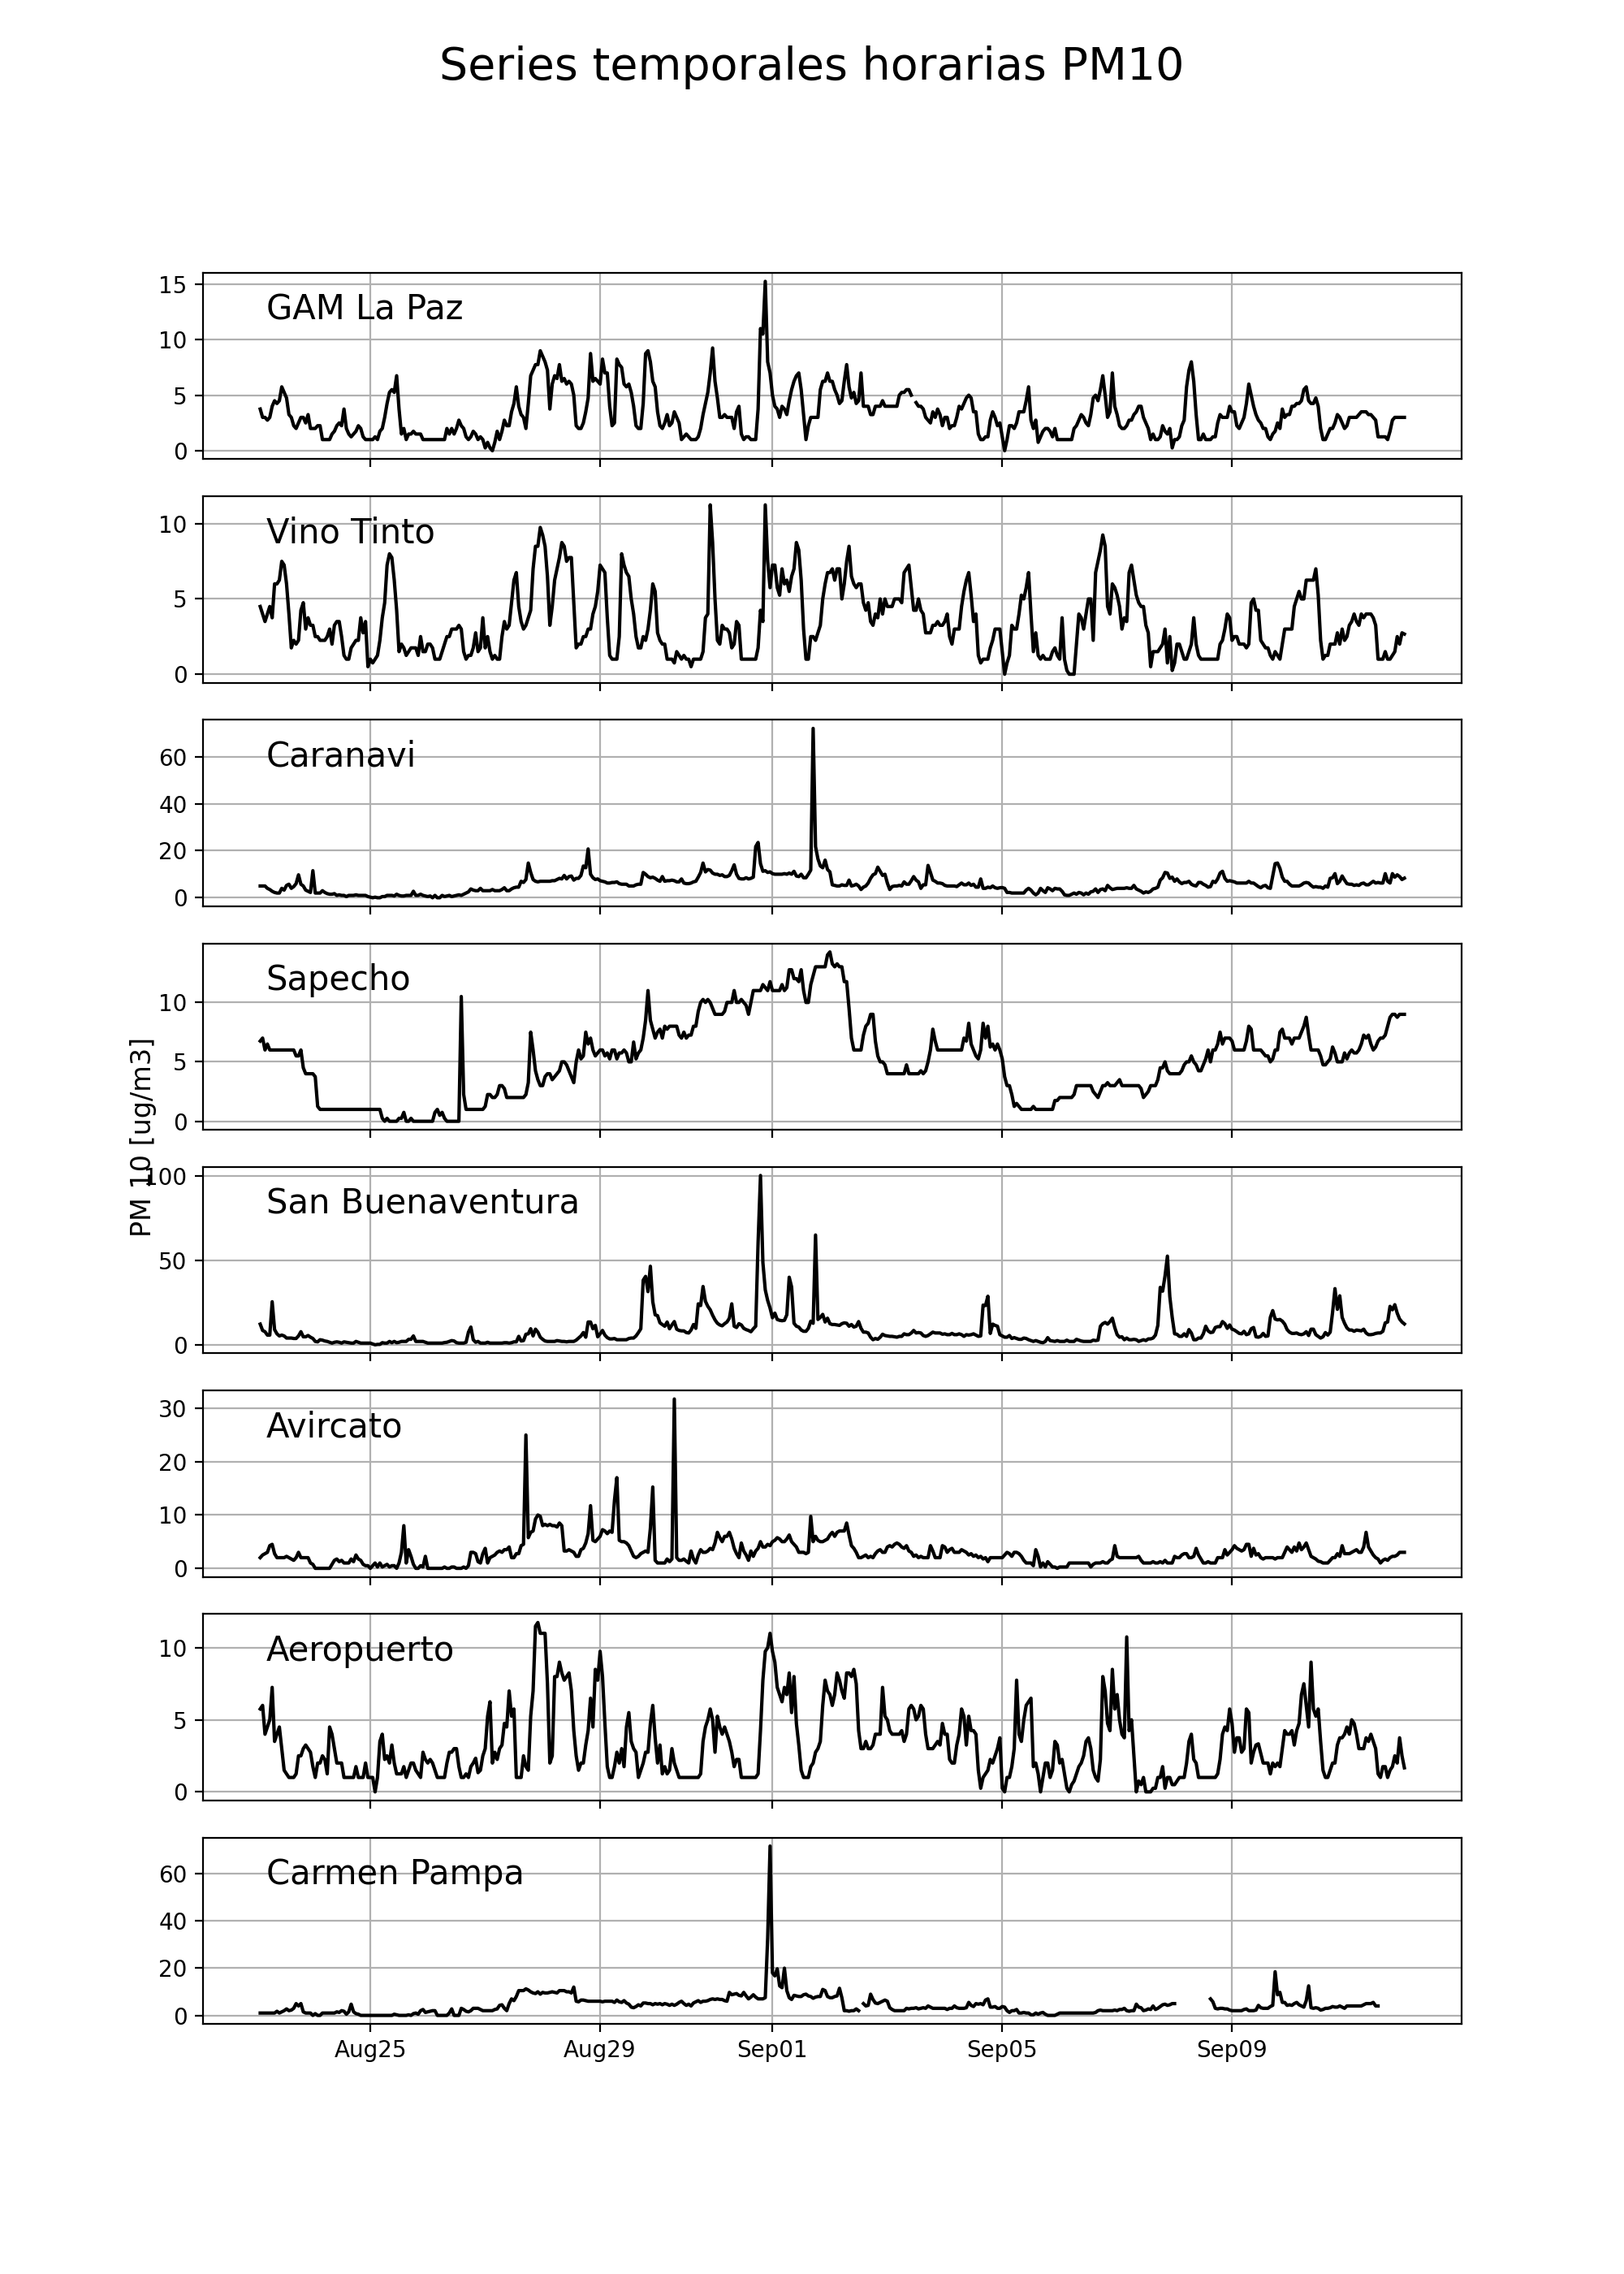 Series temporales horarias PM10
PM 10 [ug/m3]
15
GAM La Paz
10
5
0
Vino Tinto
10
5
0
Caranavi
60
40
20
0
Sapecho
10
5
0
100
San Buenaventura
50
0
30
Avircato
20
10
0
Aeropuerto
10
5
0
Carmen Pampa
60
40
20
0
Aug25 Aug29 Sep01 Sep05 Sep09